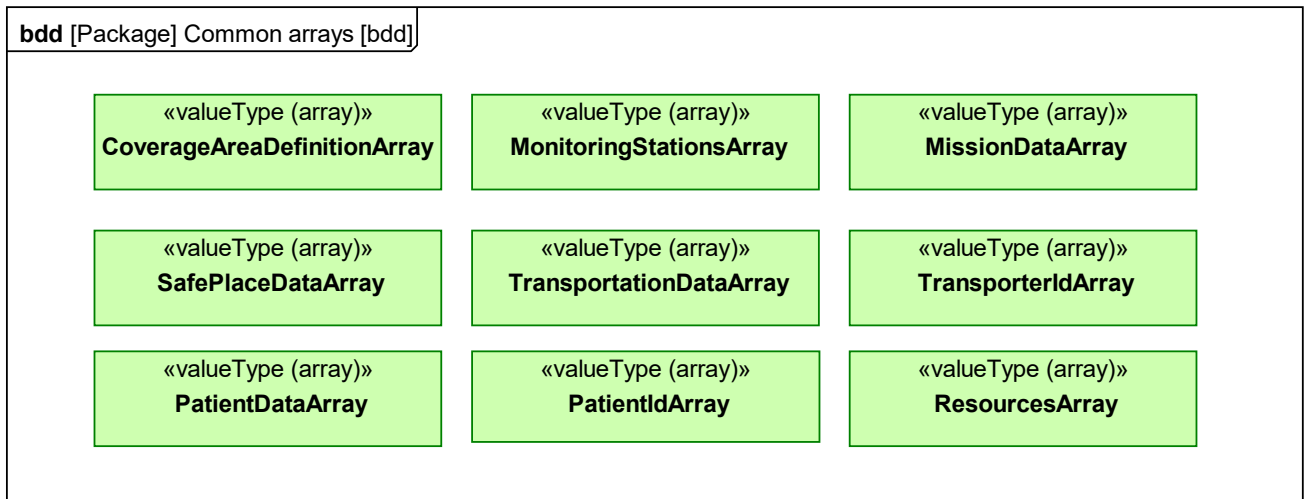 bdd [Package] Common arrays [bdd]
«valueType (array)»
CoverageAreaDefinitionArray
«valueType (array)»
MonitoringStationsArray
«valueType (array)»
MissionDataArray
«valueType (array)»
SafePlaceDataArray
«valueType (array)»
TransportationDataArray
«valueType (array)»
TransporterIdArray
«valueType (array)»
PatientDataArray
«valueType (array)»
PatientIdArray
«valueType (array)»
ResourcesArray